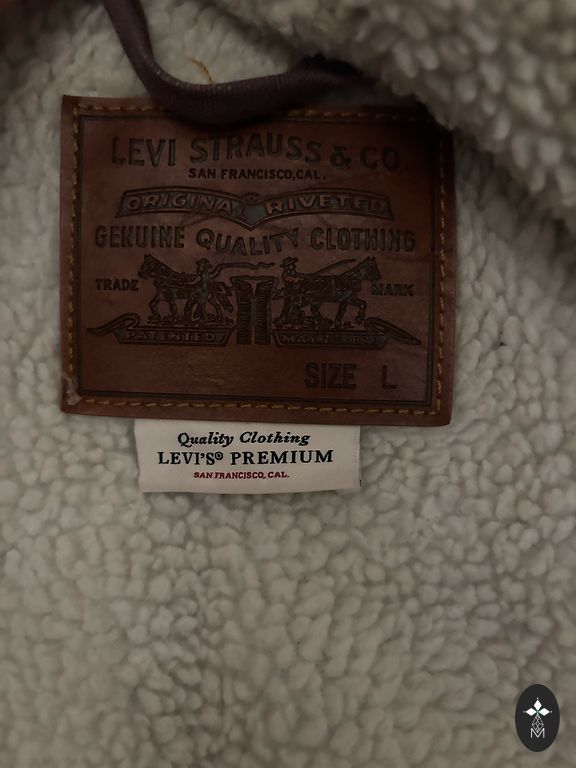 LEVI STRAUSS & CO.
SAN FRANCISCO, CAL.
ORIGINAL RIVETED
GENUINE QUALITY CLOTHING
TRADE MARK
PATENTED MAY
SIZE L
Quality Clothing
LEVI'S® PREMIUM
SAN FRANCISCO, CAL.
M